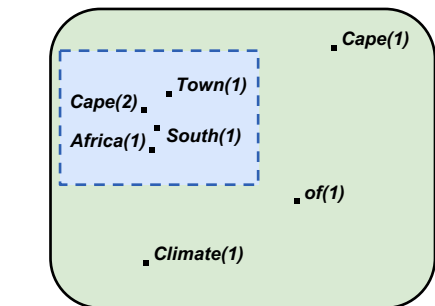 Cape(1)
Town(1)
Cape(2)
Africa(1) South(1)
of(1)
Climate(1)